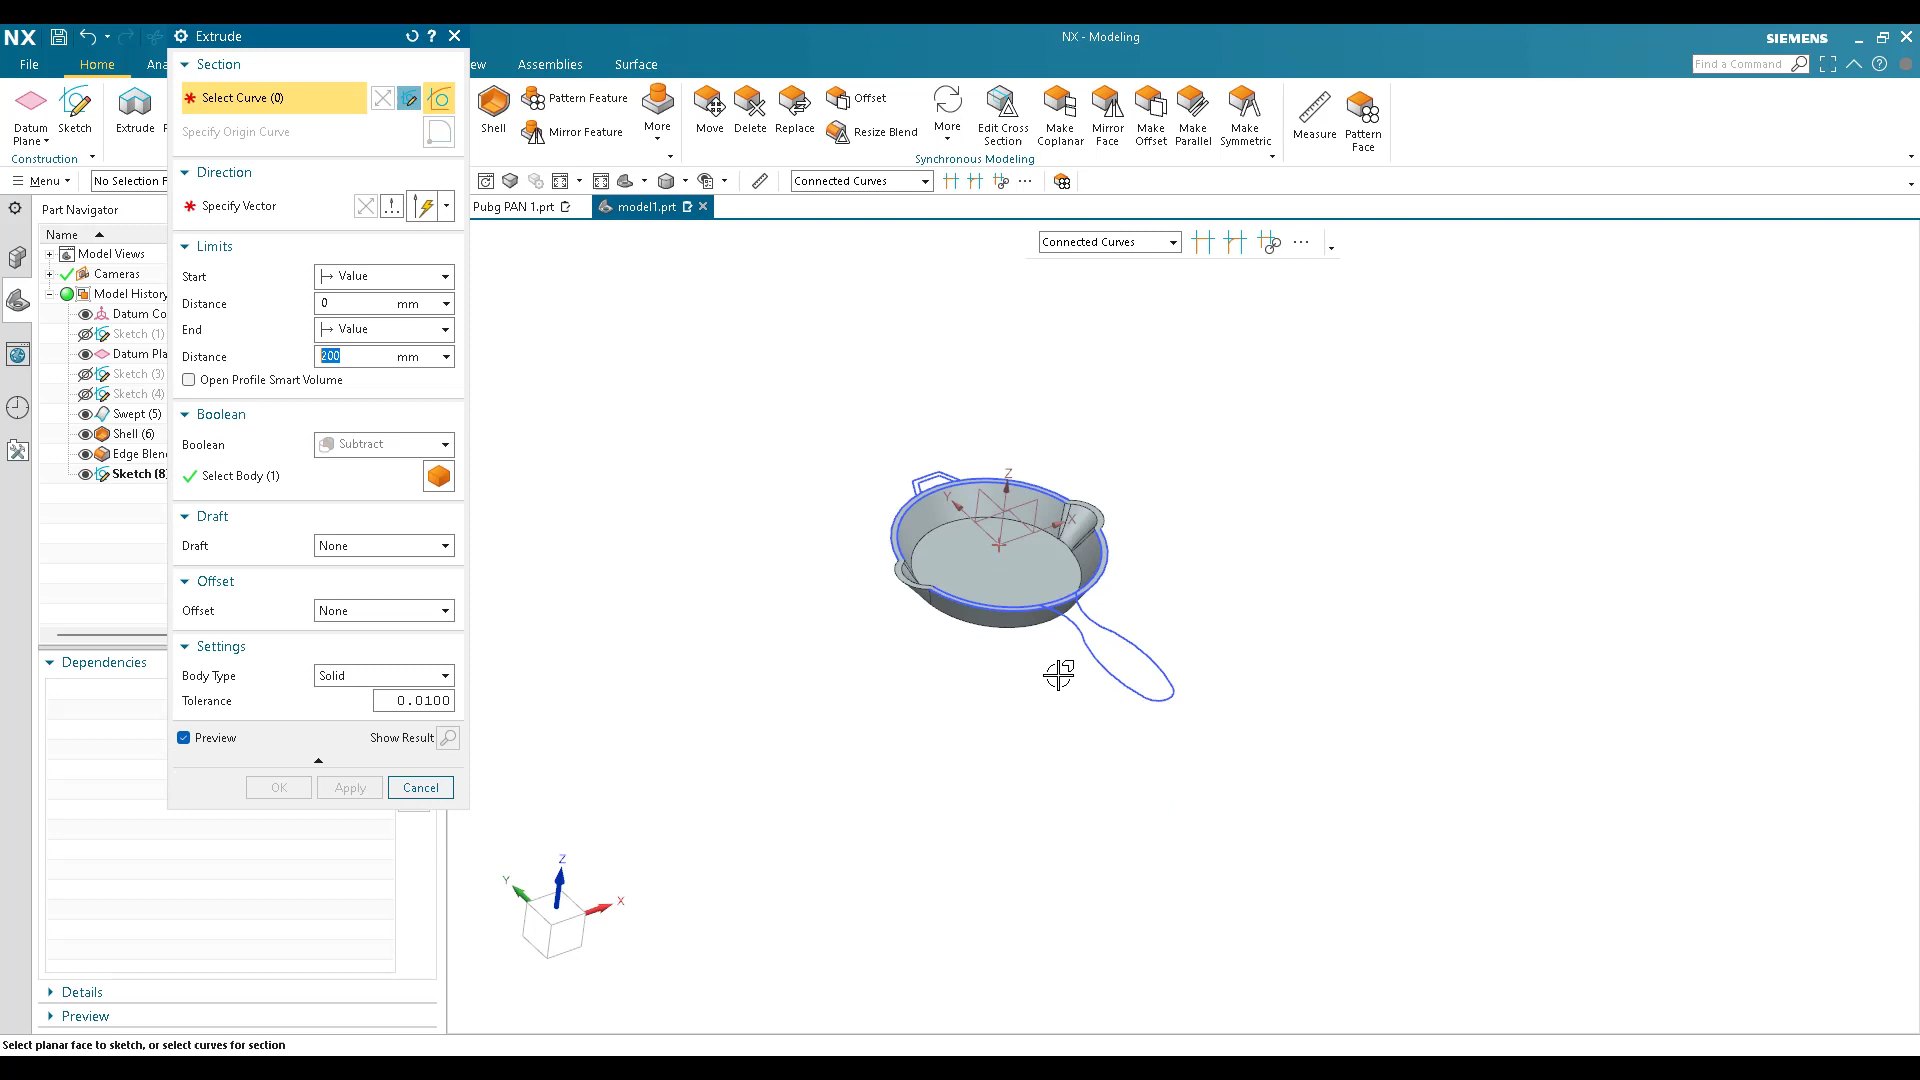 NX
Extrude
NX - Modeling
SIEMENS
File
Home
Ana
ew
Assemblies
Surface
Find a Command
Section
Select Curve (0)
Specify Origin Curve
Datum
Plane
Sketch
Extrude
Construction
Shell
Pattern Feature
Mirror Feature
More
Move
Delete
Replace
Offset
Resize Blend
More
Edit Cross
Section
Make
Coplanar
Mirror
Face
Make
Offset
Make
Parallel
Make
Symmetric
Synchronous Modeling
Measure
Pattern
Face
Menu
No Selection F
Connected Curves
Part Navigator
Pubg PAN 1.prt
model1.prt
Name
Model Views
Cameras
Model History
Datum Co
Sketch (1)
Datum Pla
Sketch (3)
Sketch (4)
Swept (5)
Shell (6)
Edge Blen
Sketch (8)
Direction
Specify Vector
Limits
Start
Value
Distance
0
mm
End
Value
Distance
200
mm
Open Profile Smart Volume
Boolean
Boolean
Subtract
Select Body (1)
Draft
Draft
None
Offset
Offset
None
Settings
Body Type
Solid
Tolerance
0.0100
Preview
Show Result
OK
Apply
Cancel
Connected Curves
Z
Y
X
Z
Y
X
Dependencies
Details
Preview
Select planar face to sketch, or select curves for section